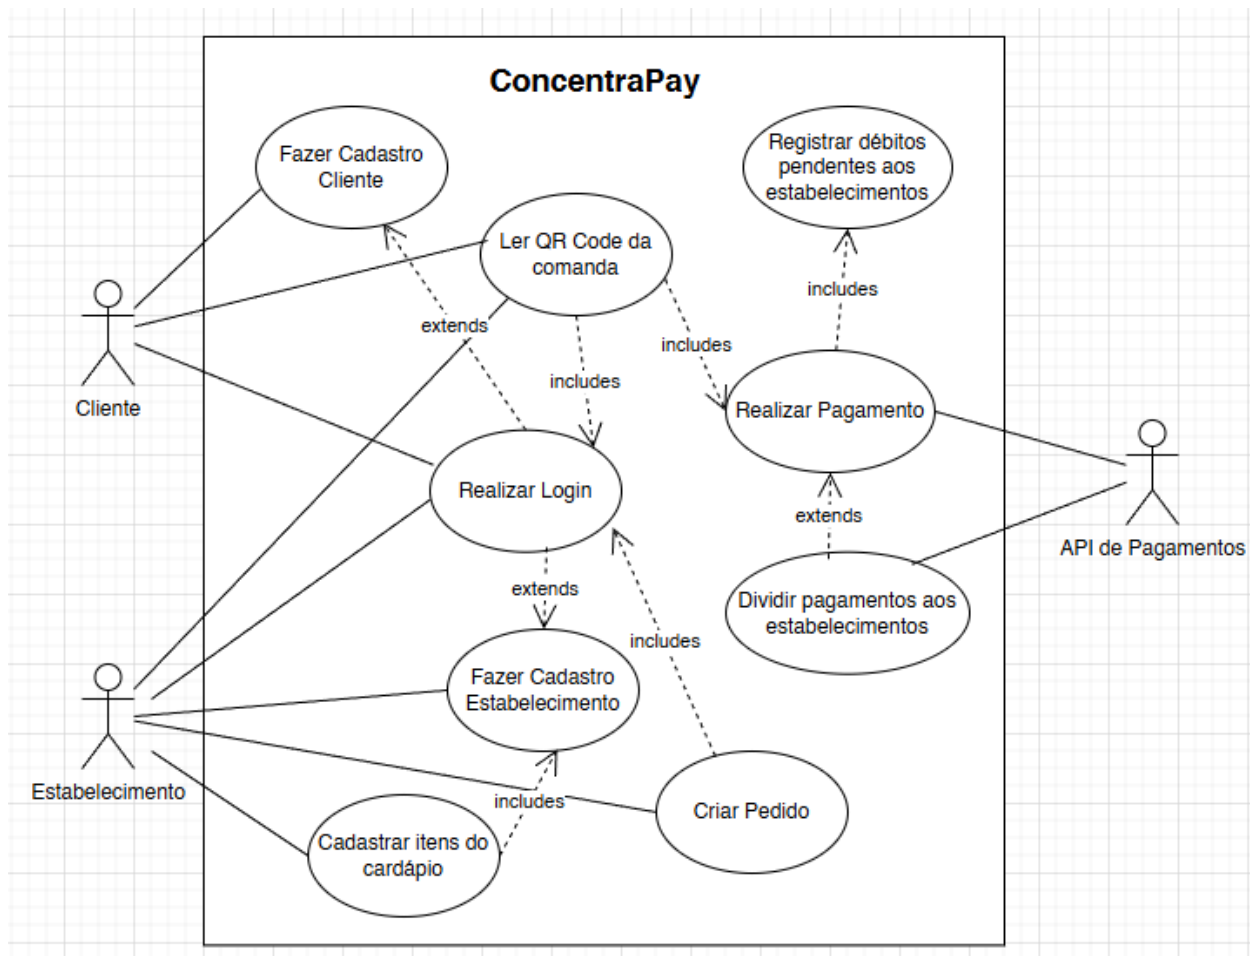 ConcentraPay
Fazer Cadastro
Cliente
Registrar débitos
pendentes aos
estabelecimentos
Ler QR Code da
comanda
includes
extends
includes
includes
Cliente
Realizar Pagamento
Realizar Login
extends
API de Pagamentos
extends
Dividir pagamentos aos
estabelecimentos
includes
Fazer Cadastro
Estabelecimento
Estabelecimento
includes
Criar Pedido
Cadastrar itens do
cardápio